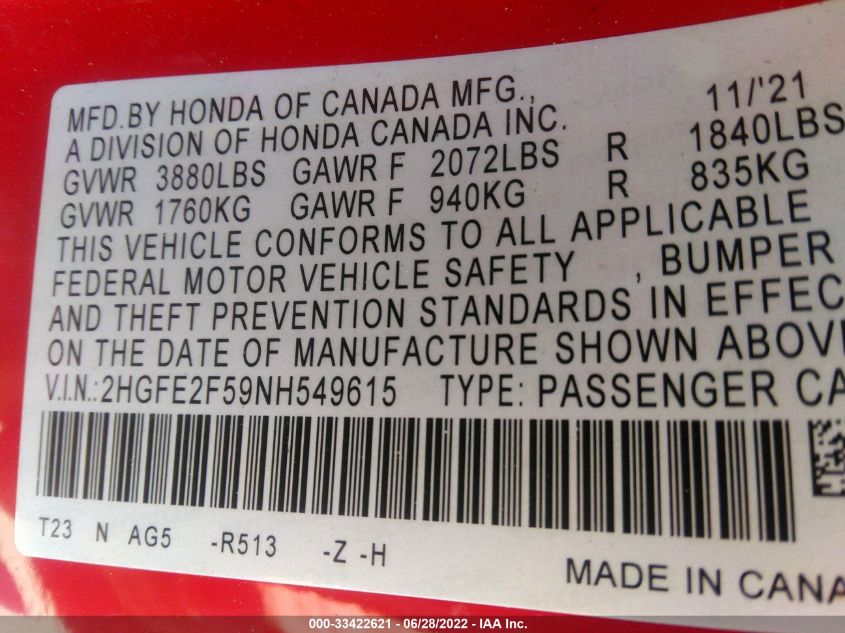 MFD.BY HONDA OF CANADA MFG., 11/'21
A DIVISION OF HONDA CANADA INC.
GVWR 3880LBS GAWR F 2072LBS R 1840LBS
GVWR 1760KG GAWR F 940KG R 835KG
THIS VEHICLE CONFORMS TO ALL APPLICABLE
FEDERAL MOTOR VEHICLE SAFETY , BUMPER
AND THEFT PREVENTION STANDARDS IN EFFEC
ON THE DATE OF MANUFACTURE SHOWN ABOVE
V.I.N.:2HGFE2F59NH549615 TYPE: PASSENGER CA
T23 N AG5 -R513 -Z -H
MADE IN CANA
000-33422621 - 06/28/2022 - IAA Inc.